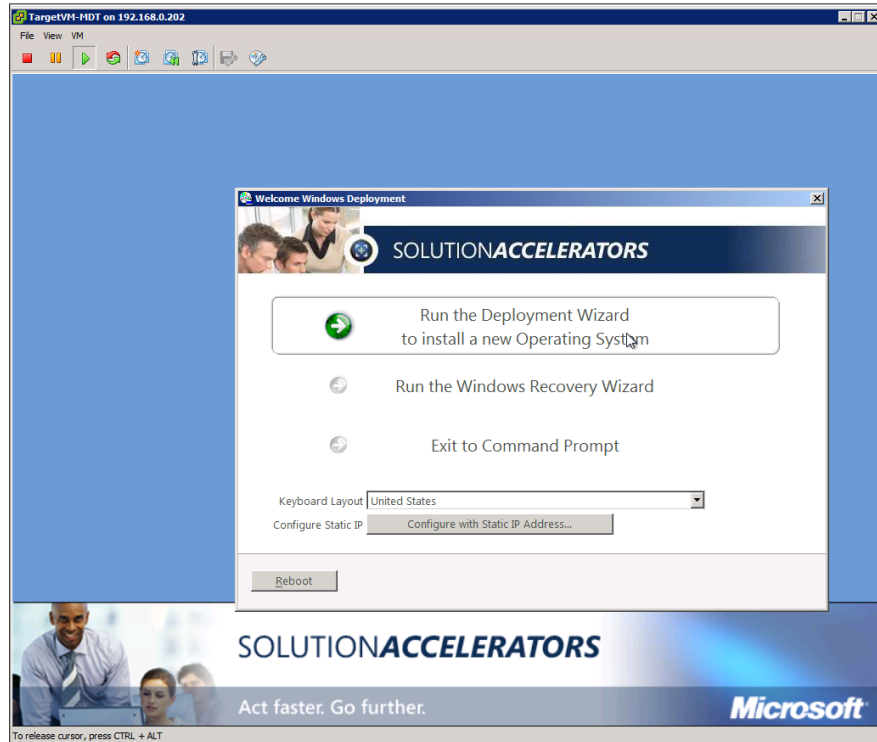 TargetVM-MDT on 192.168.0.202
File View VM
Welcome Windows Deployment
SOLUTIONACCELERATORS
Run the Deployment Wizard
to install a new Operating System
Run the Windows Recovery Wizard
Exit to Command Prompt
Keyboard Layout United States
Configure Static IP Configure with Static IP Address...
Reboot
SOLUTIONACCELERATORS
Act faster. Go further.
Microsoft
To release cursor, press CTRL + ALT